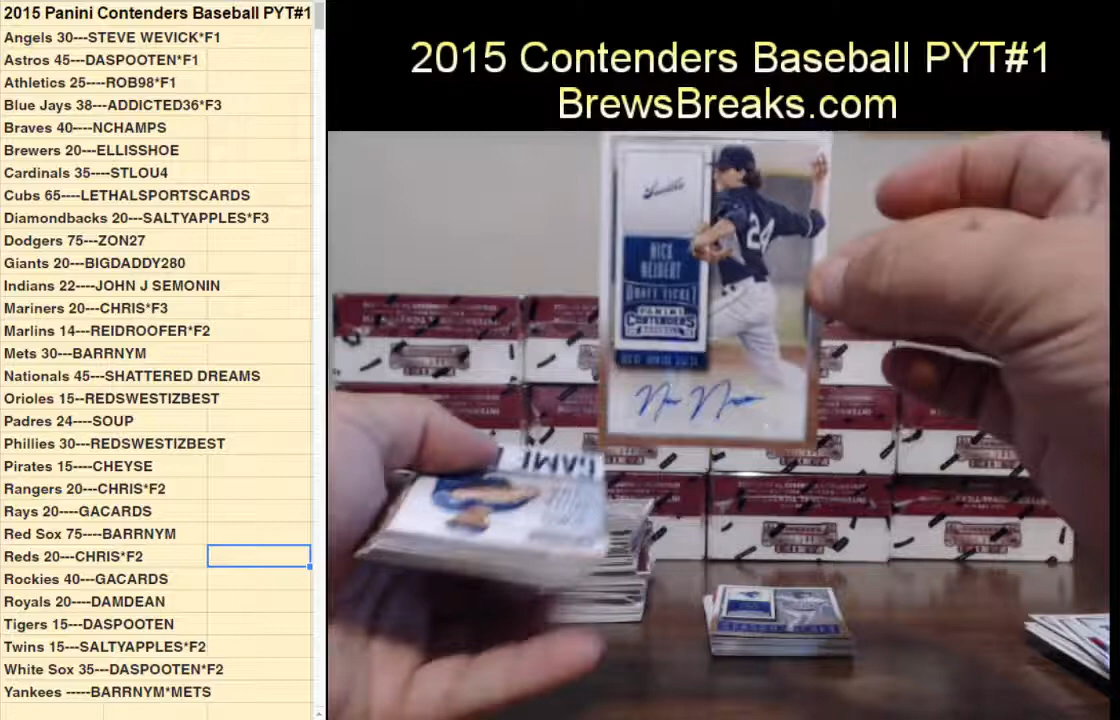 2015 Panini Contenders Baseball PYT#1
Angels 30---STEVE WEVICK*F1
Astros 45---DASPOOTEN*F1
Athletics 25----ROB98*F1
Blue Jays 38---ADDICTED36*F3
Braves 40----NCHAMPS
Brewers 20---ELLISSHOE
Cardinals 35----STLOU4
Cubs 65----LETHALSPORTSCARDS
Diamondbacks 20---SALTYAPPLES*F3
Dodgers 75---ZON27
Giants 20---BIGDADDY280
Indians 22----JOHN J SEMONIN
Mariners 20---CHRIS*F3
Marlins 14---REIDROOFER*F2
Mets 30---BARRNYM
Nationals 45---SHATTERED DREAMS
Orioles 15--REDSWESTIZBEST
Padres 24----SOUP
Phillies 30---REDSWESTIZBEST
Pirates 15---CHEYSE
Rangers 20---CHRIS*F2
Rays 20----GACARDS
Red Sox 75----BARRNYM
Reds 20---CHRIS*F2
Rockies 40---GACARDS
Royals 20----DAMDEAN
Tigers 15----DASPOOTEN
Twins 15----SALTYAPPLES*F2
White Sox 35----DASPOOTEN*F2
Yankees -----BARRNYM*METS
2015 Contenders Baseball PYT#1
BrewsBreaks.com
Seattle
24
NICK
NEIDERT
DRAFT TICKET
PANINI
CONTENDERS